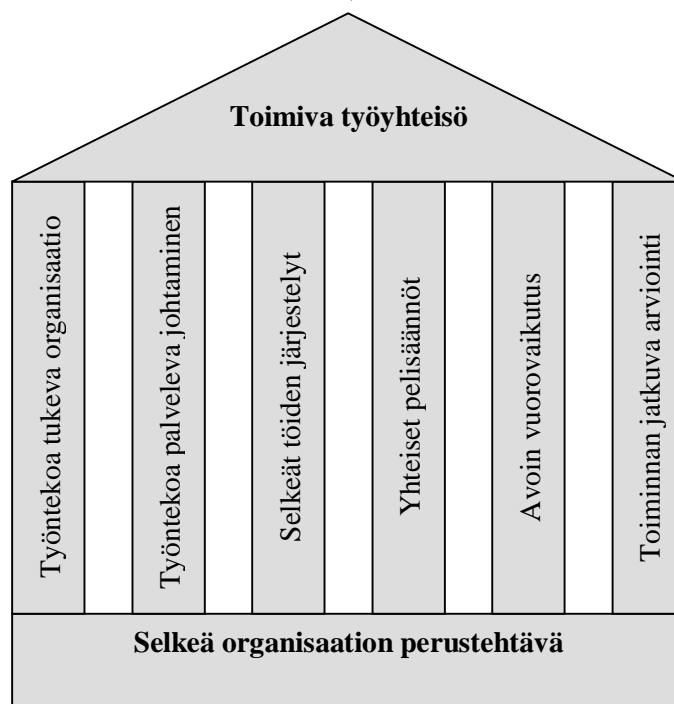 Toimiva työyhteisö
Työntekoa tukeva organisaatio
Työntekoa palveleva johtaminen
Selkeät töiden järjestelyt
Yhteiset pelisäännöt
Avoin vuorovaikutus
Toiminnan jatkuva arviointi
Selkeä organisaation perustehtävä